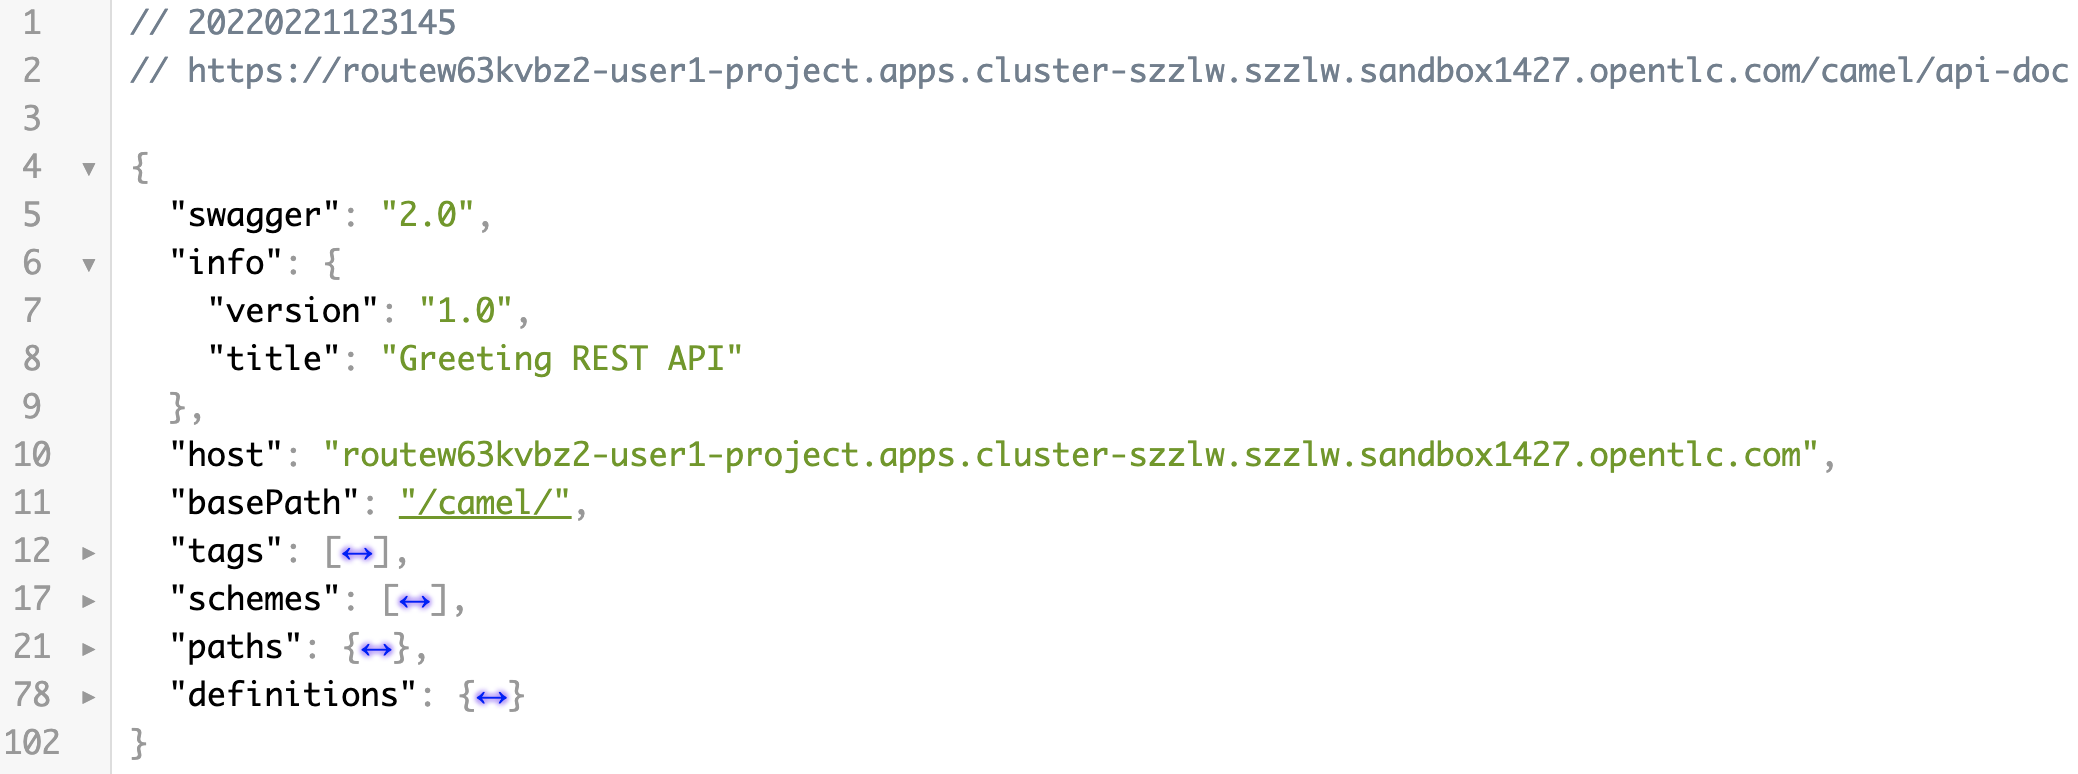 1 // 20220221123145
2 // https://routew63kvbz2-user1-project.apps.cluster-szzlw.szzlw.sandbox1427.opentlc.com/camel/api-doc
3
4 ▼ {
5 "swagger": "2.0",
6 ▼ "info": {
7 "version": "1.0",
8 "title": "Greeting REST API"
9 },
10 "host": "routew63kvbz2-user1-project.apps.cluster-szzlw.szzlw.sandbox1427.opentlc.com",
11 "basePath": "/camel/",
12 ▶ "tags": [↔],
17 ▶ "schemes": [↔],
21 ▶ "paths": {↔},
78 ▶ "definitions": {↔}
102 }